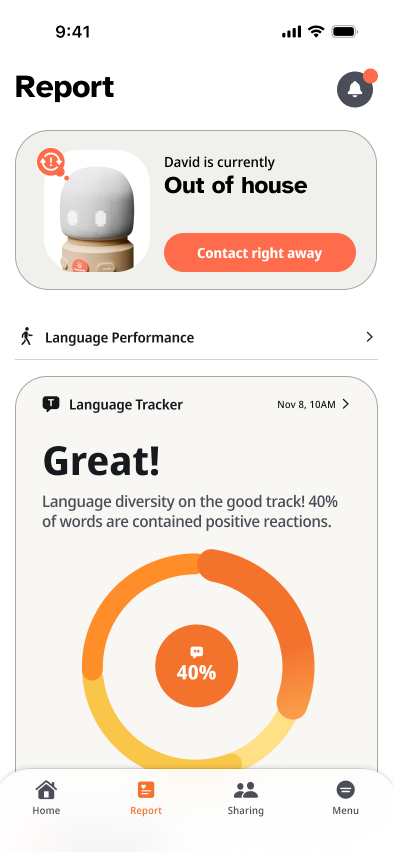 9:41
Report
David is currently
Out of house
Contact right away
Language Performance
Language Tracker
Nov 8, 10AM
Great!
Language diversity on the good track! 40%
of words are contained positive reactions.
40%
Home
Report
Sharing
Menu